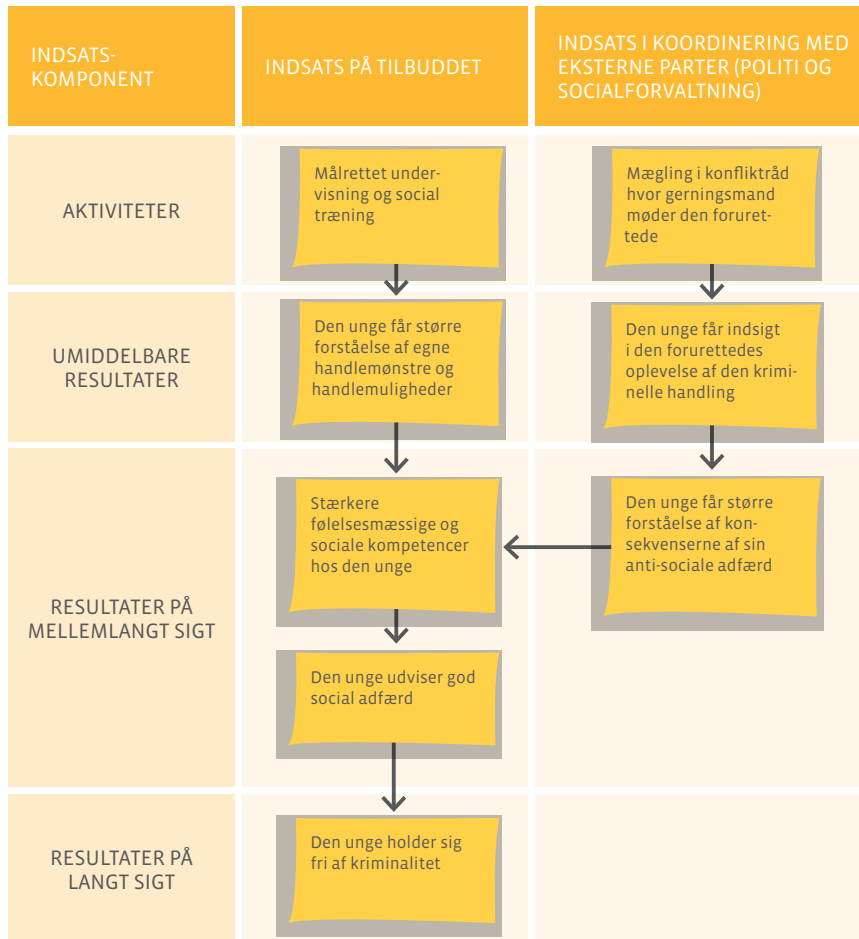 INDSATS-
KOMPONENT
INDSATS PÅ TILBUDDET
INDSATS I KOORDINERING MED
EKSTERNE PARTER (POLITI OG
SOCIALFORVALTNING)
AKTIVITETER
Målrettet under-
visning og social
træning
Mægling i konfliktråd
hvor gerningsmand
møder den foruret-
tede
UMIDDELBARE
RESULTATER
Den unge får større
forståelse af egne
handlemønstre og
handlemuligheder
Den unge får indsigt
i den forurettedes
oplevelse af den krimi-
nelle handling
RESULTATER PÅ
MELLEMLANGT SIGT
Stærkere
følelsesmæssige og
sociale kompetencer
hos den unge
Den unge får større
forståelse af kon-
sekvenserne af sin
anti-sociale adfærd
Den unge udviser god
social adfærd
RESULTATER PÅ
LANGT SIGT
Den unge holder sig
fri af kriminalitet